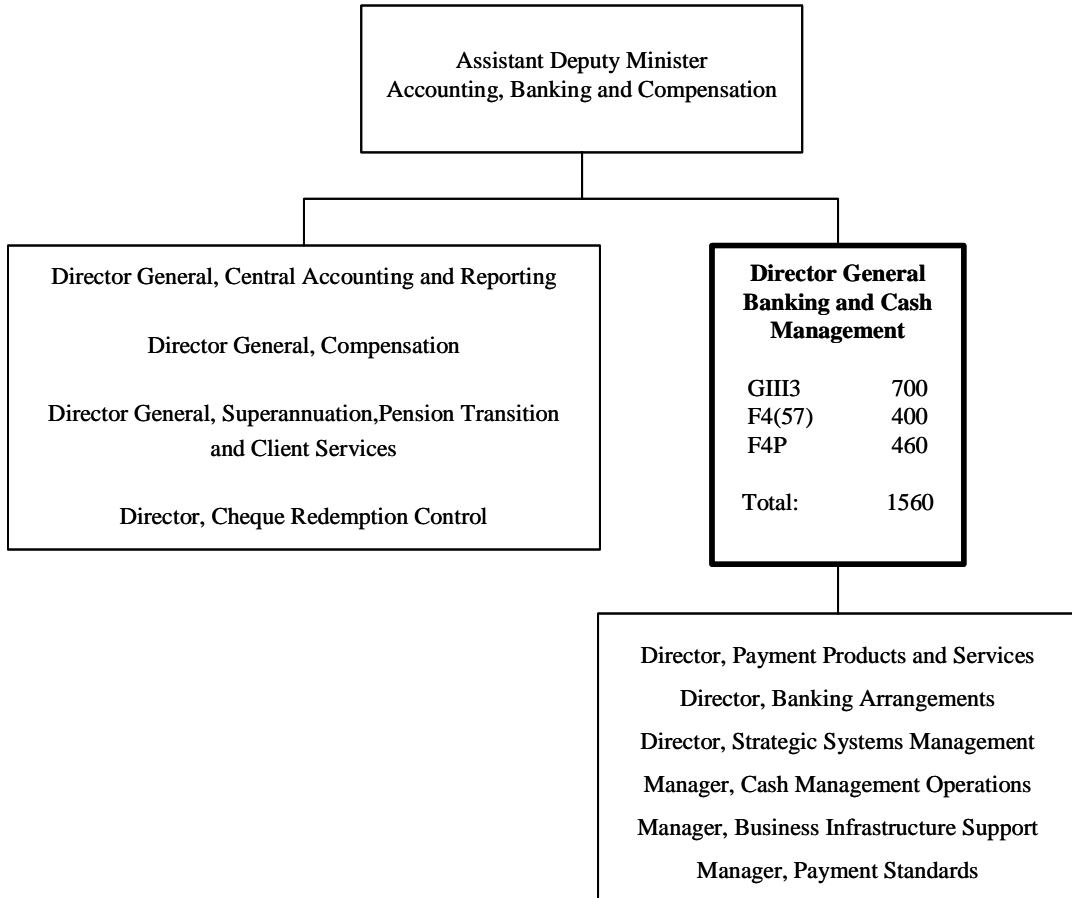 Assistant Deputy Minister
Accounting, Banking and Compensation
Director General, Central Accounting and Reporting
Director General, Compensation
Director General, Superannuation,Pension Transition
and Client Services
Director, Cheque Redemption Control
Director General
Banking and Cash
Management
GIII3 700
F4(57) 400
F4P 460
Total: 1560
Director, Payment Products and Services
Director, Banking Arrangements
Director, Strategic Systems Management
Manager, Cash Management Operations
Manager, Business Infrastructure Support
Manager, Payment Standards